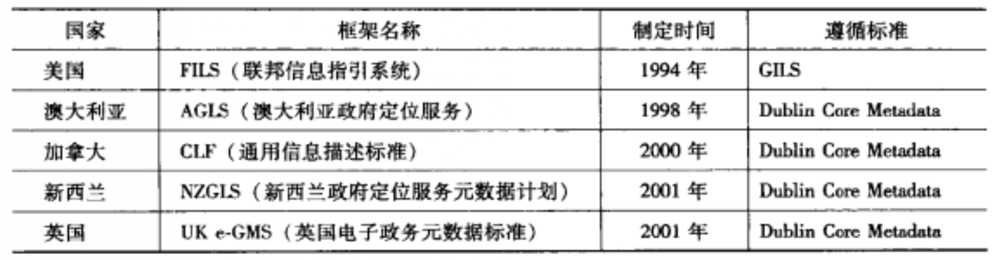 国家 框架名称 制定时间 遵循标准
美国 FILS（联邦信息指引系统） 1994 年 GILS
澳大利亚 AGLS（澳大利亚政府定位服务） 1998 年 Dublin Core Metadata
加拿大 CLF（通用信息描述标准） 2000 年 Dublin Core Metadata
新西兰 NZGLS（新西兰政府定位服务元数据计划） 2001 年 Dublin Core Metadata
英国 UK e-GMS（英国电子政务元数据标准） 2001 年 Dublin Core Metadata